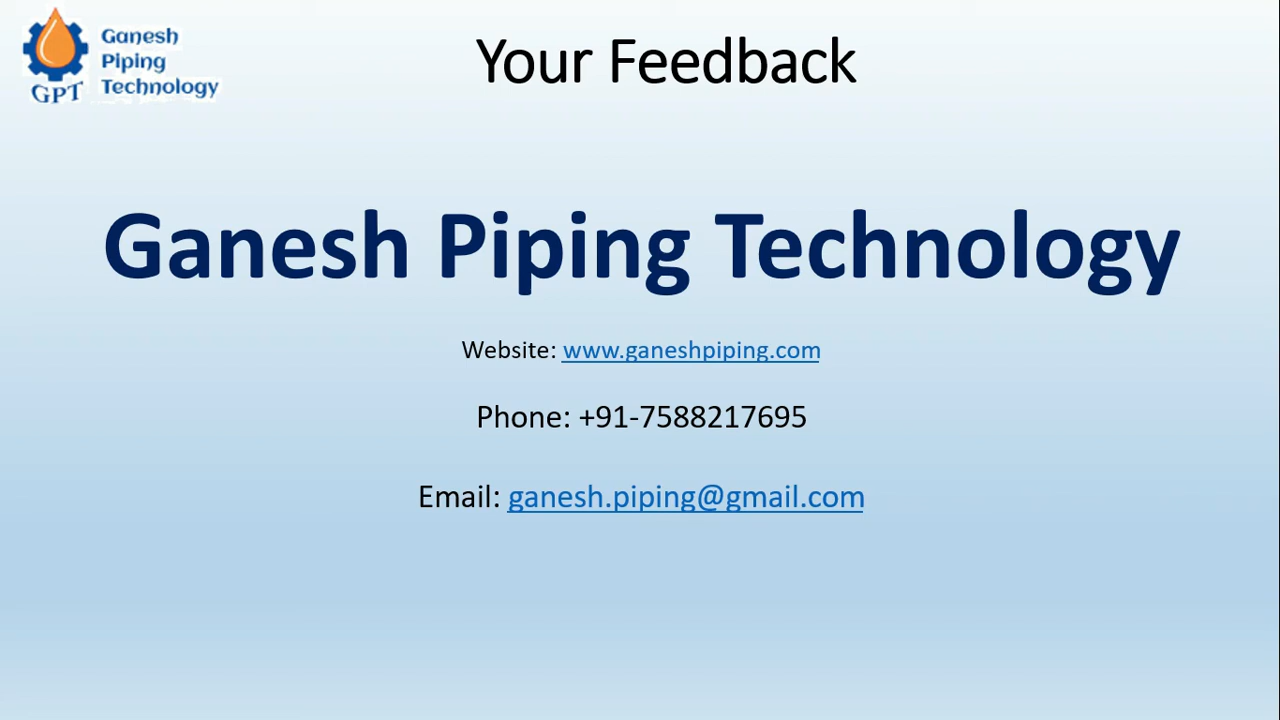 Ganesh
Piping
Technology
GPT
Your Feedback
Ganesh Piping Technology
Website: www.ganeshpiping.com
Phone: +91-7588217695
Email: ganesh.piping@gmail.com